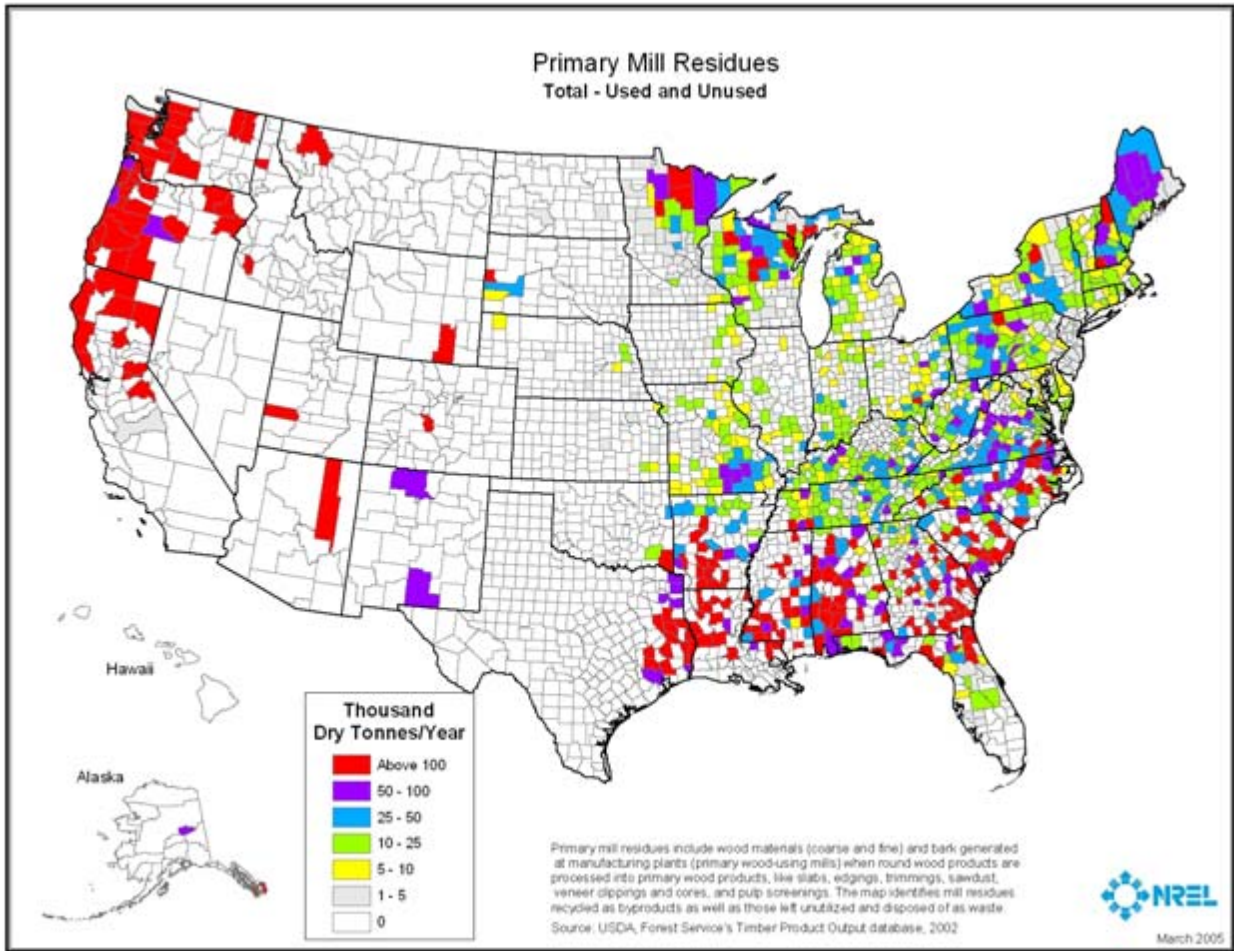 Primary Mill Residues
Total - Used and Unused
Hawaii
Alaska
Thousand
Dry Tonnes/Year
Above 100
50 - 100
25 - 50
10 - 25
5 - 10
1 - 5
0
Primary mill residues include wood materials (coarse and fine) and bark generated
at manufacturing plants (primary wood-using mills) when round wood products are
processed into primary wood products, like slabs, edgings, trimmings, sawdust,
veneer clippings and cores, and pulp screenings. The map identifies mill residues
recycled as byproducts as well as those left unutilized and disposed of as waste.
Source: USDA, Forest Service's Timber Product Output database, 2002
NREL
March 2005